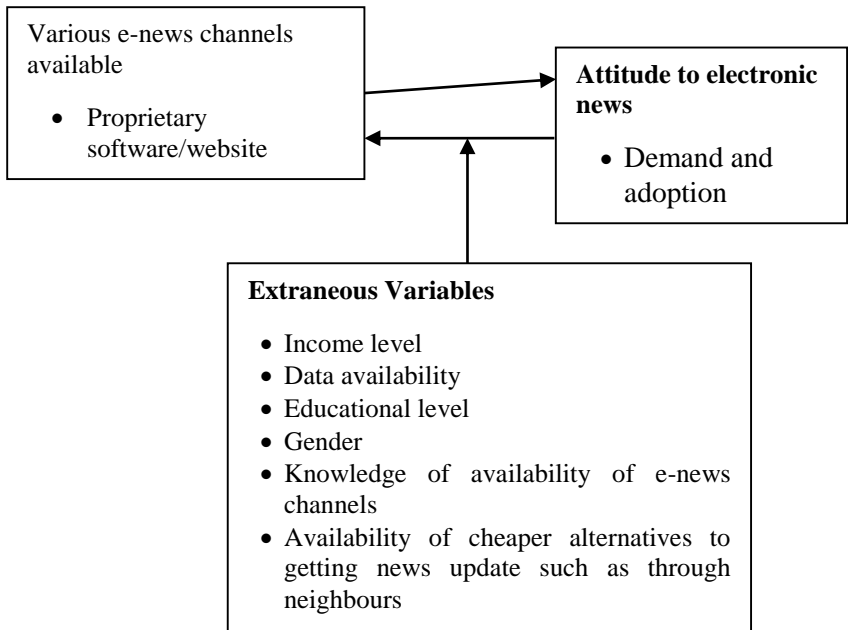 Various e-news channels
available
• Proprietary
software/website
Attitude to electronic
news
• Demand and
adoption
Extraneous Variables
• Income level
• Data availability
• Educational level
• Gender
• Knowledge of availability of e-news
channels
• Availability of cheaper alternatives to
getting news update such as through
neighbours